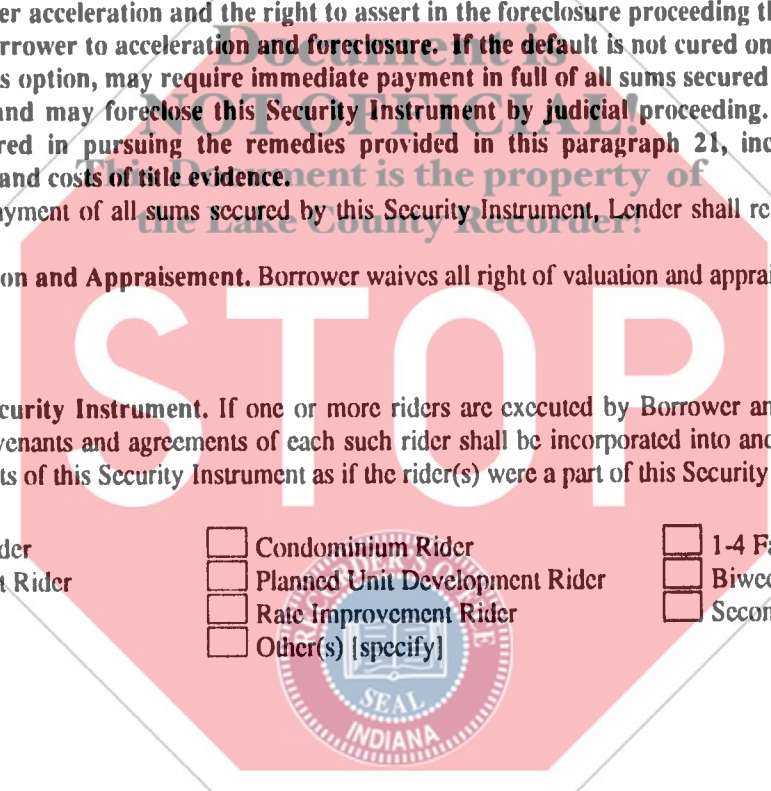 er acceleration and the right to assert in the foreclosure proceeding th
Document is
orrower to acceleration and foreclosure. If the default is not cured on
s option, may require immediate payment in full of all sums secured
NOT OFFICIAL!
and may foreclose this Security Instrument by judicial proceeding.
red in pursuing the remedies provided in this paragraph 21, inc
This Document is the property of
and costs of title evidence.
ayment of all sums secured by this Security Instrument, Lender shall re
the Lake County Recorder!
on and Appraisement. Borrower waives all right of valuation and apprai
STOP
ecurity Instrument. If one or more riders are executed by Borrower an
venants and agreements of each such rider shall be incorporated into and
ts of this Security Instrument as if the rider(s) were a part of this Security
der Condominium Rider 1-4 Fa
t Rider Planned Unit Development Rider Biwee
Rate Improvement Rider Secon
Other(s) [specify]
RECORDER'S OFFICE
SEAL
INDIANA